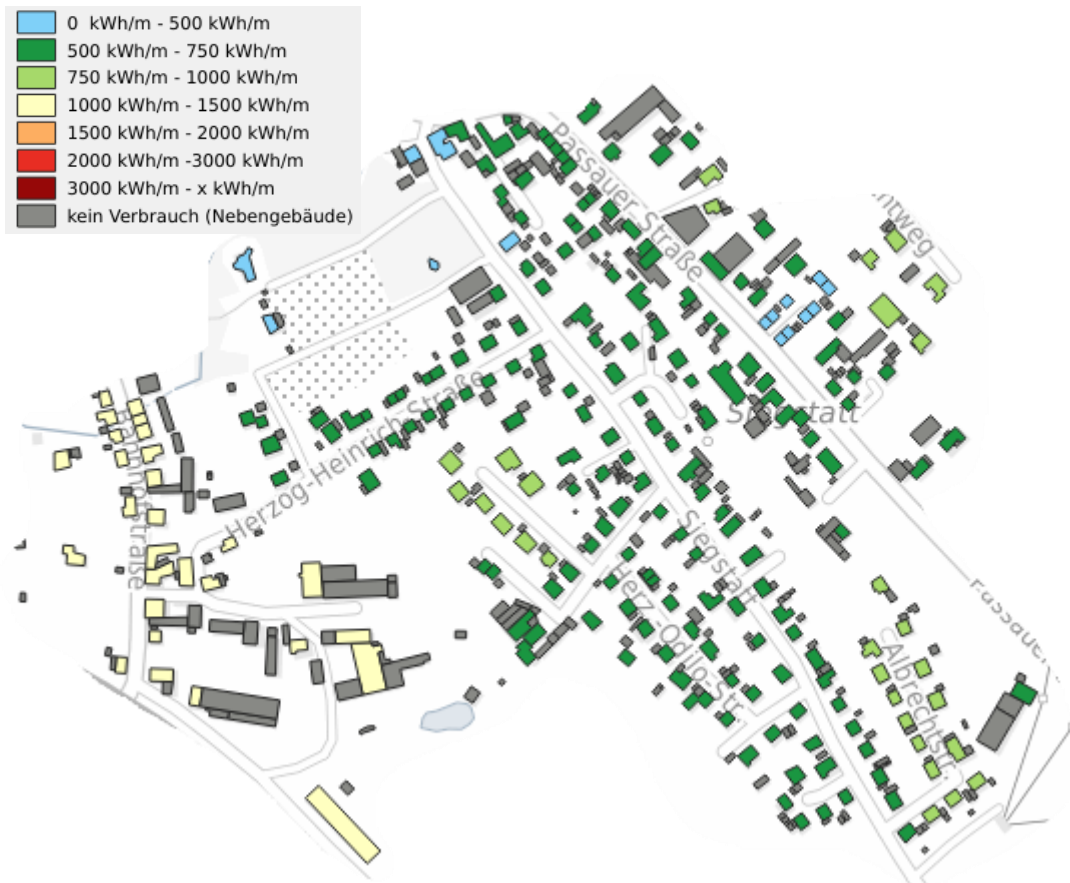 0 kWh/m - 500 kWh/m
500 kWh/m - 750 kWh/m
750 kWh/m - 1000 kWh/m
1000 kWh/m - 1500 kWh/m
1500 kWh/m - 2000 kWh/m
2000 kWh/m -3000 kWh/m
3000 kWh/m - x kWh/m
kein Verbrauch (Nebengebäude)
Passauer Straße
Siegstatt
Herzog-Heinrich-Straße
Siegstatt
Herz.-Odilo-Str.
Albrechtstr.